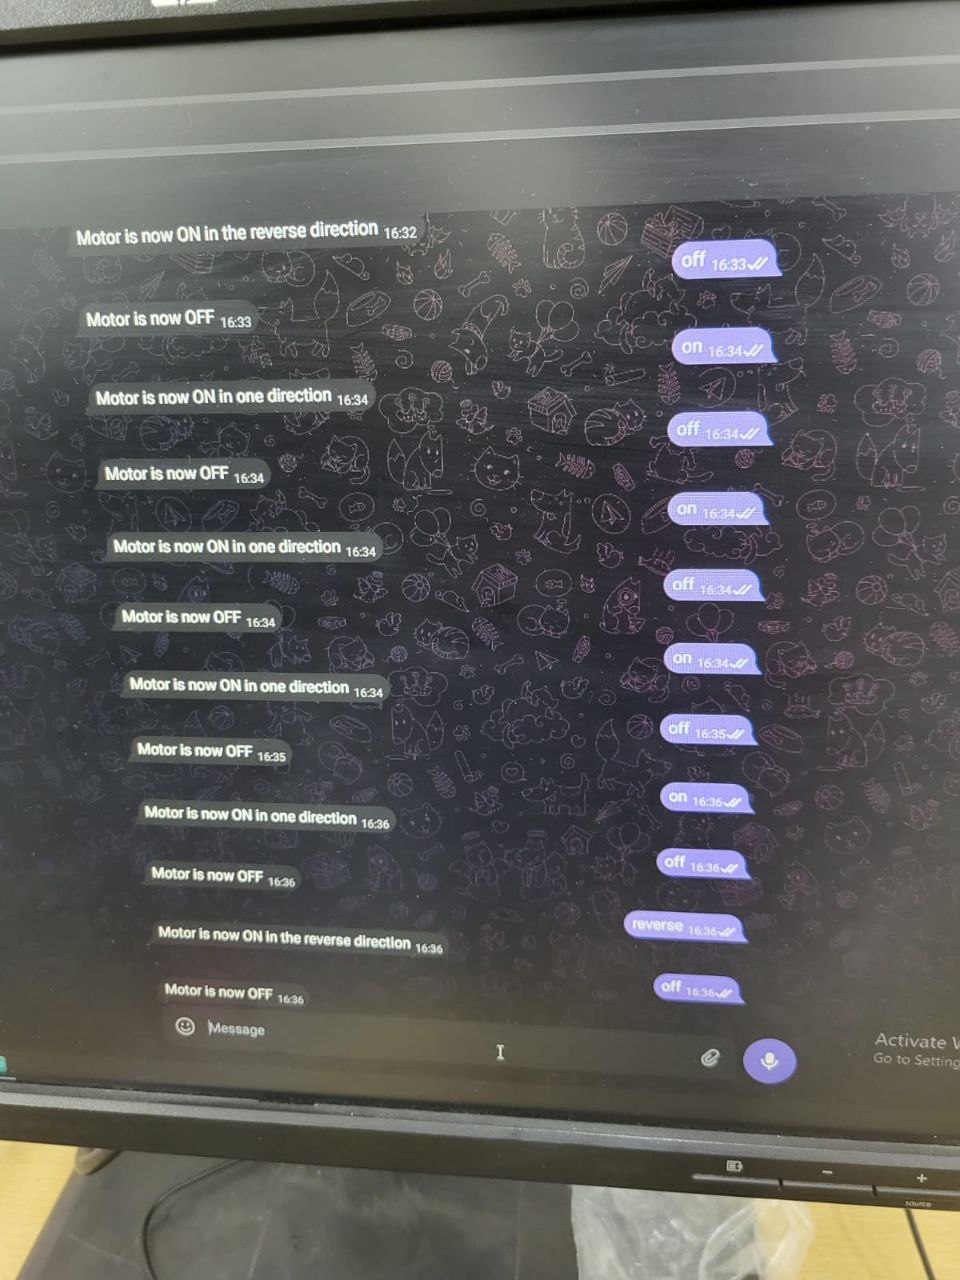 Motor is now ON in the reverse direction 16:32
off 16:33
Motor is now OFF 16:33
on 16:34
Motor is now ON in one direction 16:34
off 16:34
Motor is now OFF 16:34
on 16:34
Motor is now ON in one direction 16:34
off 16:34
Motor is now OFF 16:34
on 16:34
Motor is now ON in one direction 16:34
off 16:35
Motor is now OFF 16:35
on 16:36
Motor is now ON in one direction 16:36
off 16:36
Motor is now OFF 16:36
reverse 16:36
Motor is now ON in the reverse direction 16:36
off 16:36
Motor is now OFF 16:36
Message
Activate
Go to Setting
source